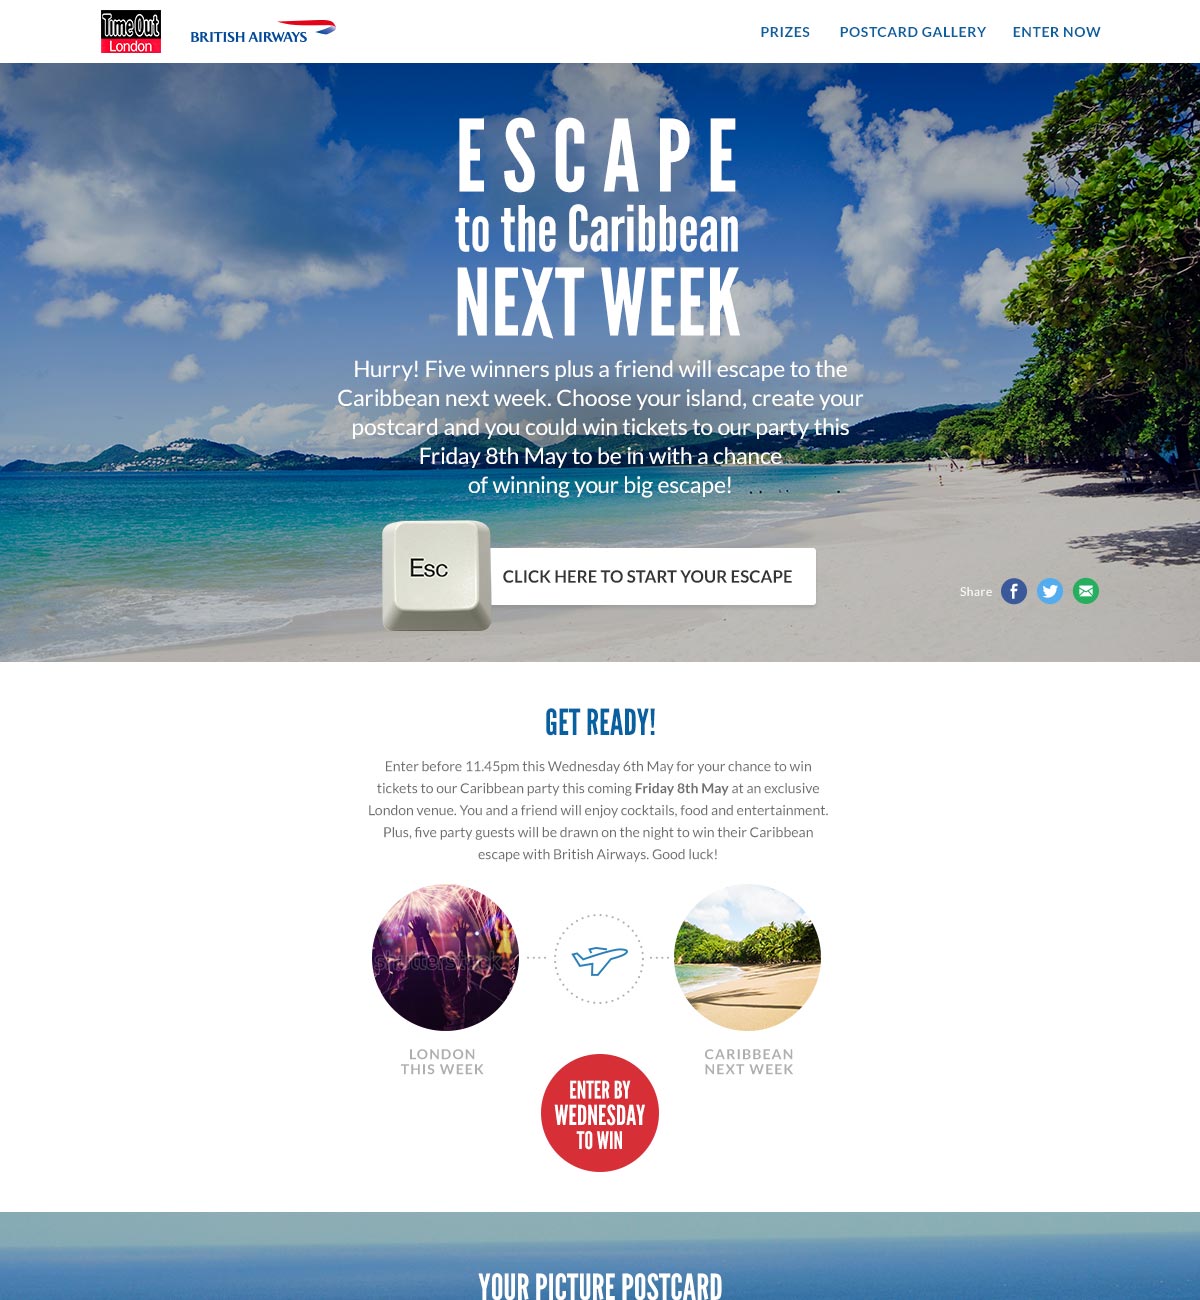 TimeOut
London
BRITISH AIRWAYS
PRIZES
POSTCARD GALLERY
ENTER NOW
ESCAPE
to the Caribbean
NEXT WEEK
Hurry! Five winners plus a friend will escape to the
Caribbean next week. Choose your island, create your
postcard and you could win tickets to our party this
Friday 8th May to be in with a chance
of winning your big escape!
Esc
CLICK HERE TO START YOUR ESCAPE
Share
GET READY!
Enter before 11.45pm this Wednesday 6th May for your chance to win
tickets to our Caribbean party this coming Friday 8th May at an exclusive
London venue. You and a friend will enjoy cocktails, food and entertainment.
Plus, five party guests will be drawn on the night to win their Caribbean
escape with British Airways. Good luck!
shutterstock
LONDON
THIS WEEK
CARIBBEAN
NEXT WEEK
ENTER BY
WEDNESDAY
TO WIN
YOUR PICTURE POSTCARD